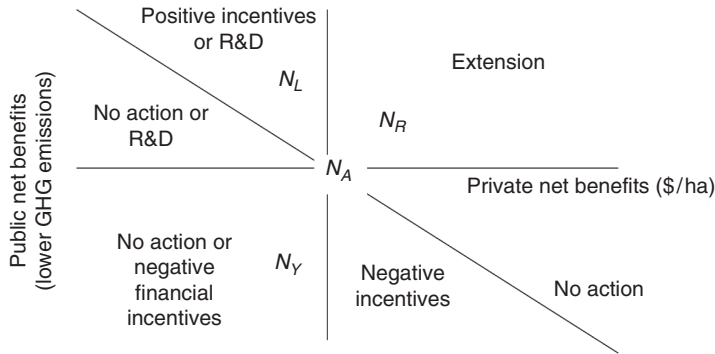 Positive incentives
or R&D
Extension
N_L
N_R
No action or
R&D
N_A
Private net benefits ($/ha)
Public net benefits
(lower GHG emissions)
No action or
negative
financial
incentives
N_Y
Negative
incentives
No action